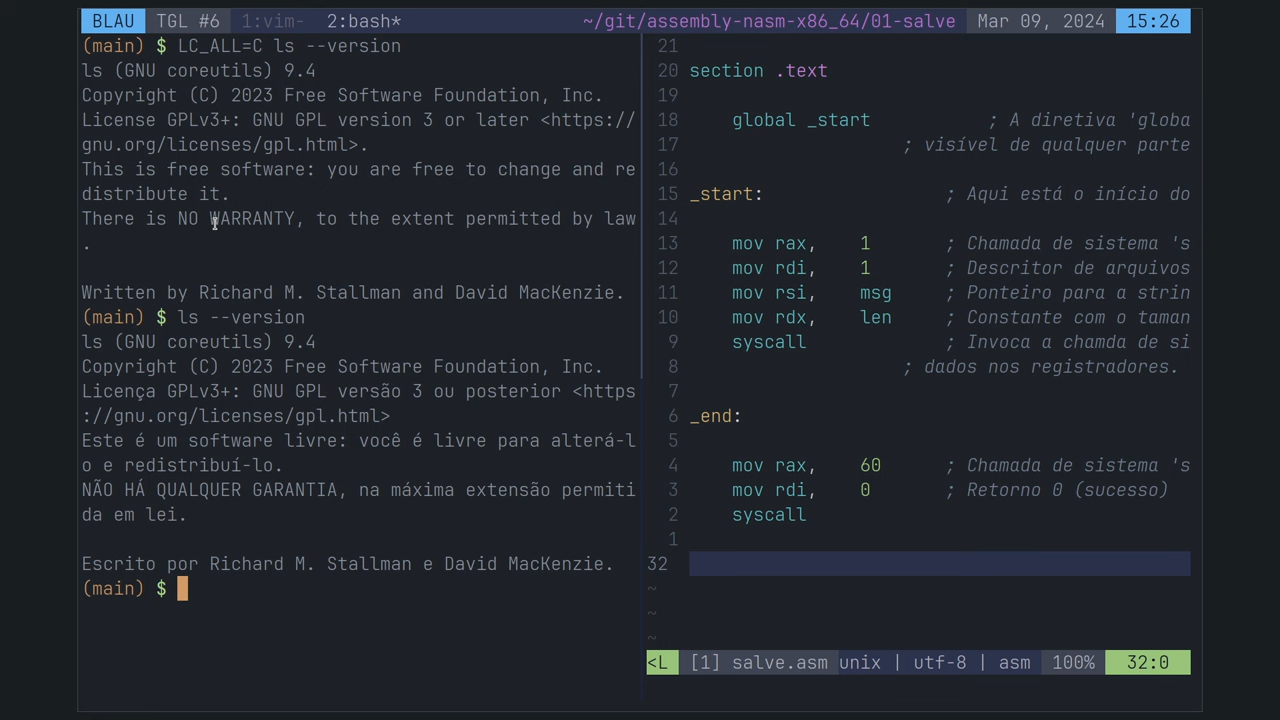 BLAU TGL #6 1:vim- 2:bash* ~/git/assembly-nasm-x86_64/01-salve Mar 09, 2024 15:26
(main) $ LC_ALL=C ls --version
ls (GNU coreutils) 9.4
Copyright (C) 2023 Free Software Foundation, Inc.
License GPLv3+: GNU GPL version 3 or later <https://
gnu.org/licenses/gpl.html>.
This is free software: you are free to change and re
distribute it.
There is NO WARRANTY, to the extent permitted by law
.
Written by Richard M. Stallman and David MacKenzie.
(main) $ ls --version
ls (GNU coreutils) 9.4
Copyright (C) 2023 Free Software Foundation, Inc.
Licença GPLv3+: GNU GPL versão 3 ou posterior <https
://gnu.org/licenses/gpl.html>
Este é um software livre: você é livre para alterá-l
o e redistribuí-lo.
NÃO HÁ QUALQUER GARANTIA, na máxima extensão permiti
da em lei.
Escrito por Richard M. Stallman e David MacKenzie.
(main) $
21
20 section .text
19
18 global _start ; A diretiva 'globa
17 ; visível de qualquer parte
16
15 _start: ; Aqui está o início do
14
13 mov rax, 1 ; Chamada de sistema 's
12 mov rdi, 1 ; Descritor de arquivos
11 mov rsi, msg ; Ponteiro para a strin
10 mov rdx, len ; Constante com o taman
9 syscall ; Invoca a chamda de si
8 ; dados nos registradores.
7
6 _end:
5
4 mov rax, 60 ; Chamada de sistema 's
3 mov rdi, 0 ; Retorno 0 (sucesso)
2 syscall
1
32
~
~
~
<L [1] salve.asm unix | utf-8 | asm 100% 32:0